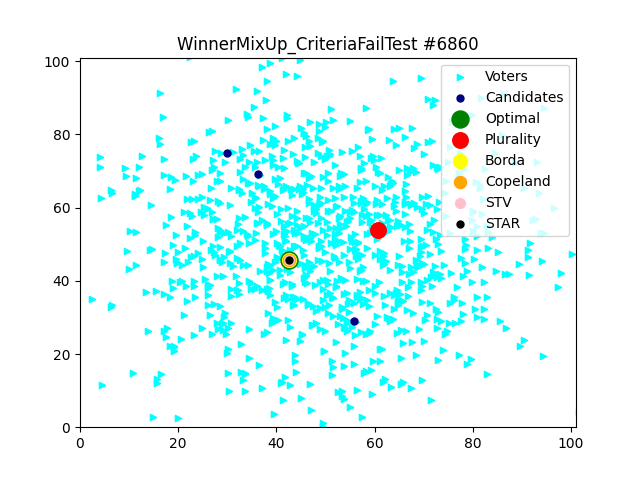 WinnerMixUp_CriteriaFailTest #6860
100
80
60
40
20
0
0 20 40 60 80 100
Voters
Candidates
Optimal
Plurality
Borda
Copeland
STV
STAR